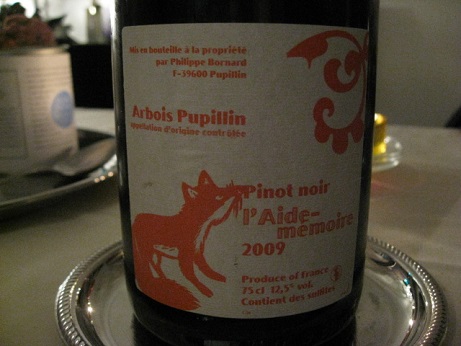 Mis en bouteille à la propriété
par Philippe Bornard
F-39600 Pupillin
Arbois Pupillin
appellation d'origine contrôlée
Pinot noir
l'Aide-
mémoire
2009
Produce of France
75 cl 12,5% vol.
Contient des sulfites